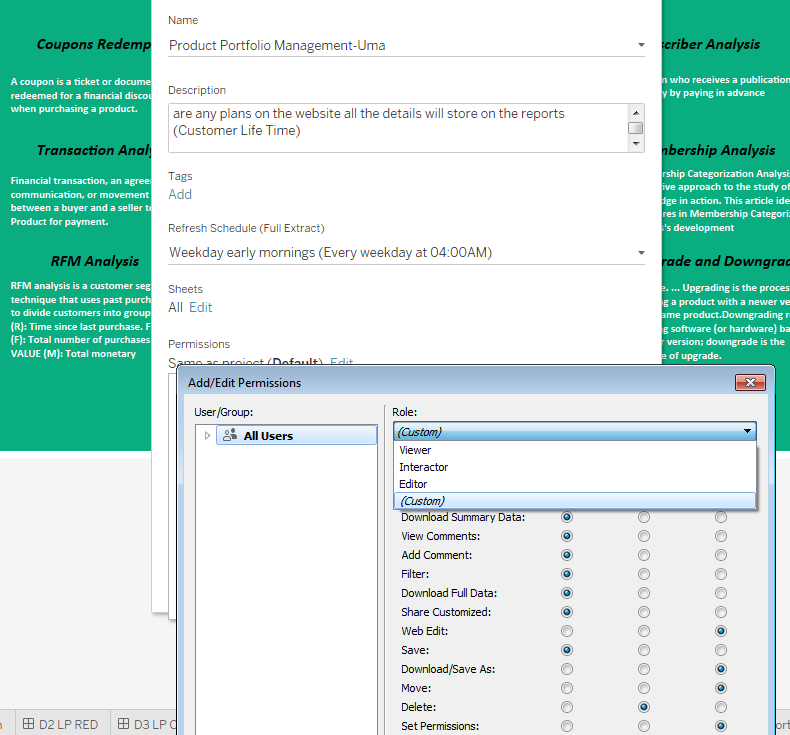 Name
Product Portfolio Management-Uma
Description
are any plans on the website all the details will store on the reports
(Customer Life Time)
Tags
Add
Refresh Schedule (Full Extract)
Weekday early mornings (Every weekday at 04:00AM)
Sheets
All Edit
Permissions
Same as project (Default) Edit
Coupons Redemp
A coupon is a ticket or docume
redeemed for a financial discou
when purchasing a product.
Transaction Analy
Financial transaction, an agree
communication, or movement
between a buyer and a seller to
Product for payment.
RFM Analysis
RFM analysis is a customer seg
technique that uses past purch
to divide customers into group
(R): Time since last purchase. F
(F): Total number of purchases
VALUE (M): Total monetary
scriber Analysis
n who receives a publication
y by paying in advance
mbership Analysis
rship Categorization Analysis
ive approach to the study of
dge in action. This article ide
res in Membership Categoriz
s's development
rade and Downgrad
e. ... Upgrading is the proces
g a product with a newer ve
ame product.Downgrading r
g software (or hardware) ba
r version; downgrade is the
e of upgrade.
Add/Edit Permissions
User/Group:
All Users
Role:
(Custom)
Viewer
Interactor
Editor
(Custom)
Download Summary Data:
View Comments:
Add Comment:
Filter:
Download Full Data:
Share Customized:
Web Edit:
Save:
Download/Save As:
Move:
Delete:
Set Permissions:
D2 LP RED
D3 LP C
ort